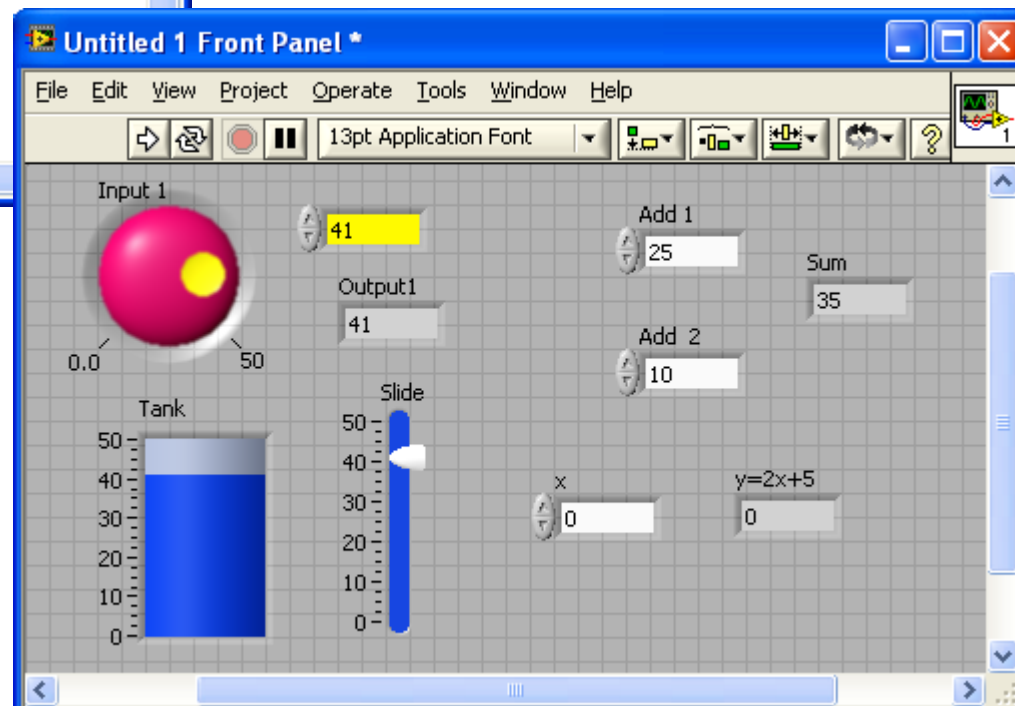 Untitled 1 Front Panel *
File Edit View Project Operate Tools Window Help
13pt Application Font
?
1
Input 1
0.0
50
41
Output1
41
Add 1
25
Add 2
10
Sum
35
Tank
50
40
30
20
10
0
Slide
50
40
30
20
10
0
x
0
y=2x+5
0